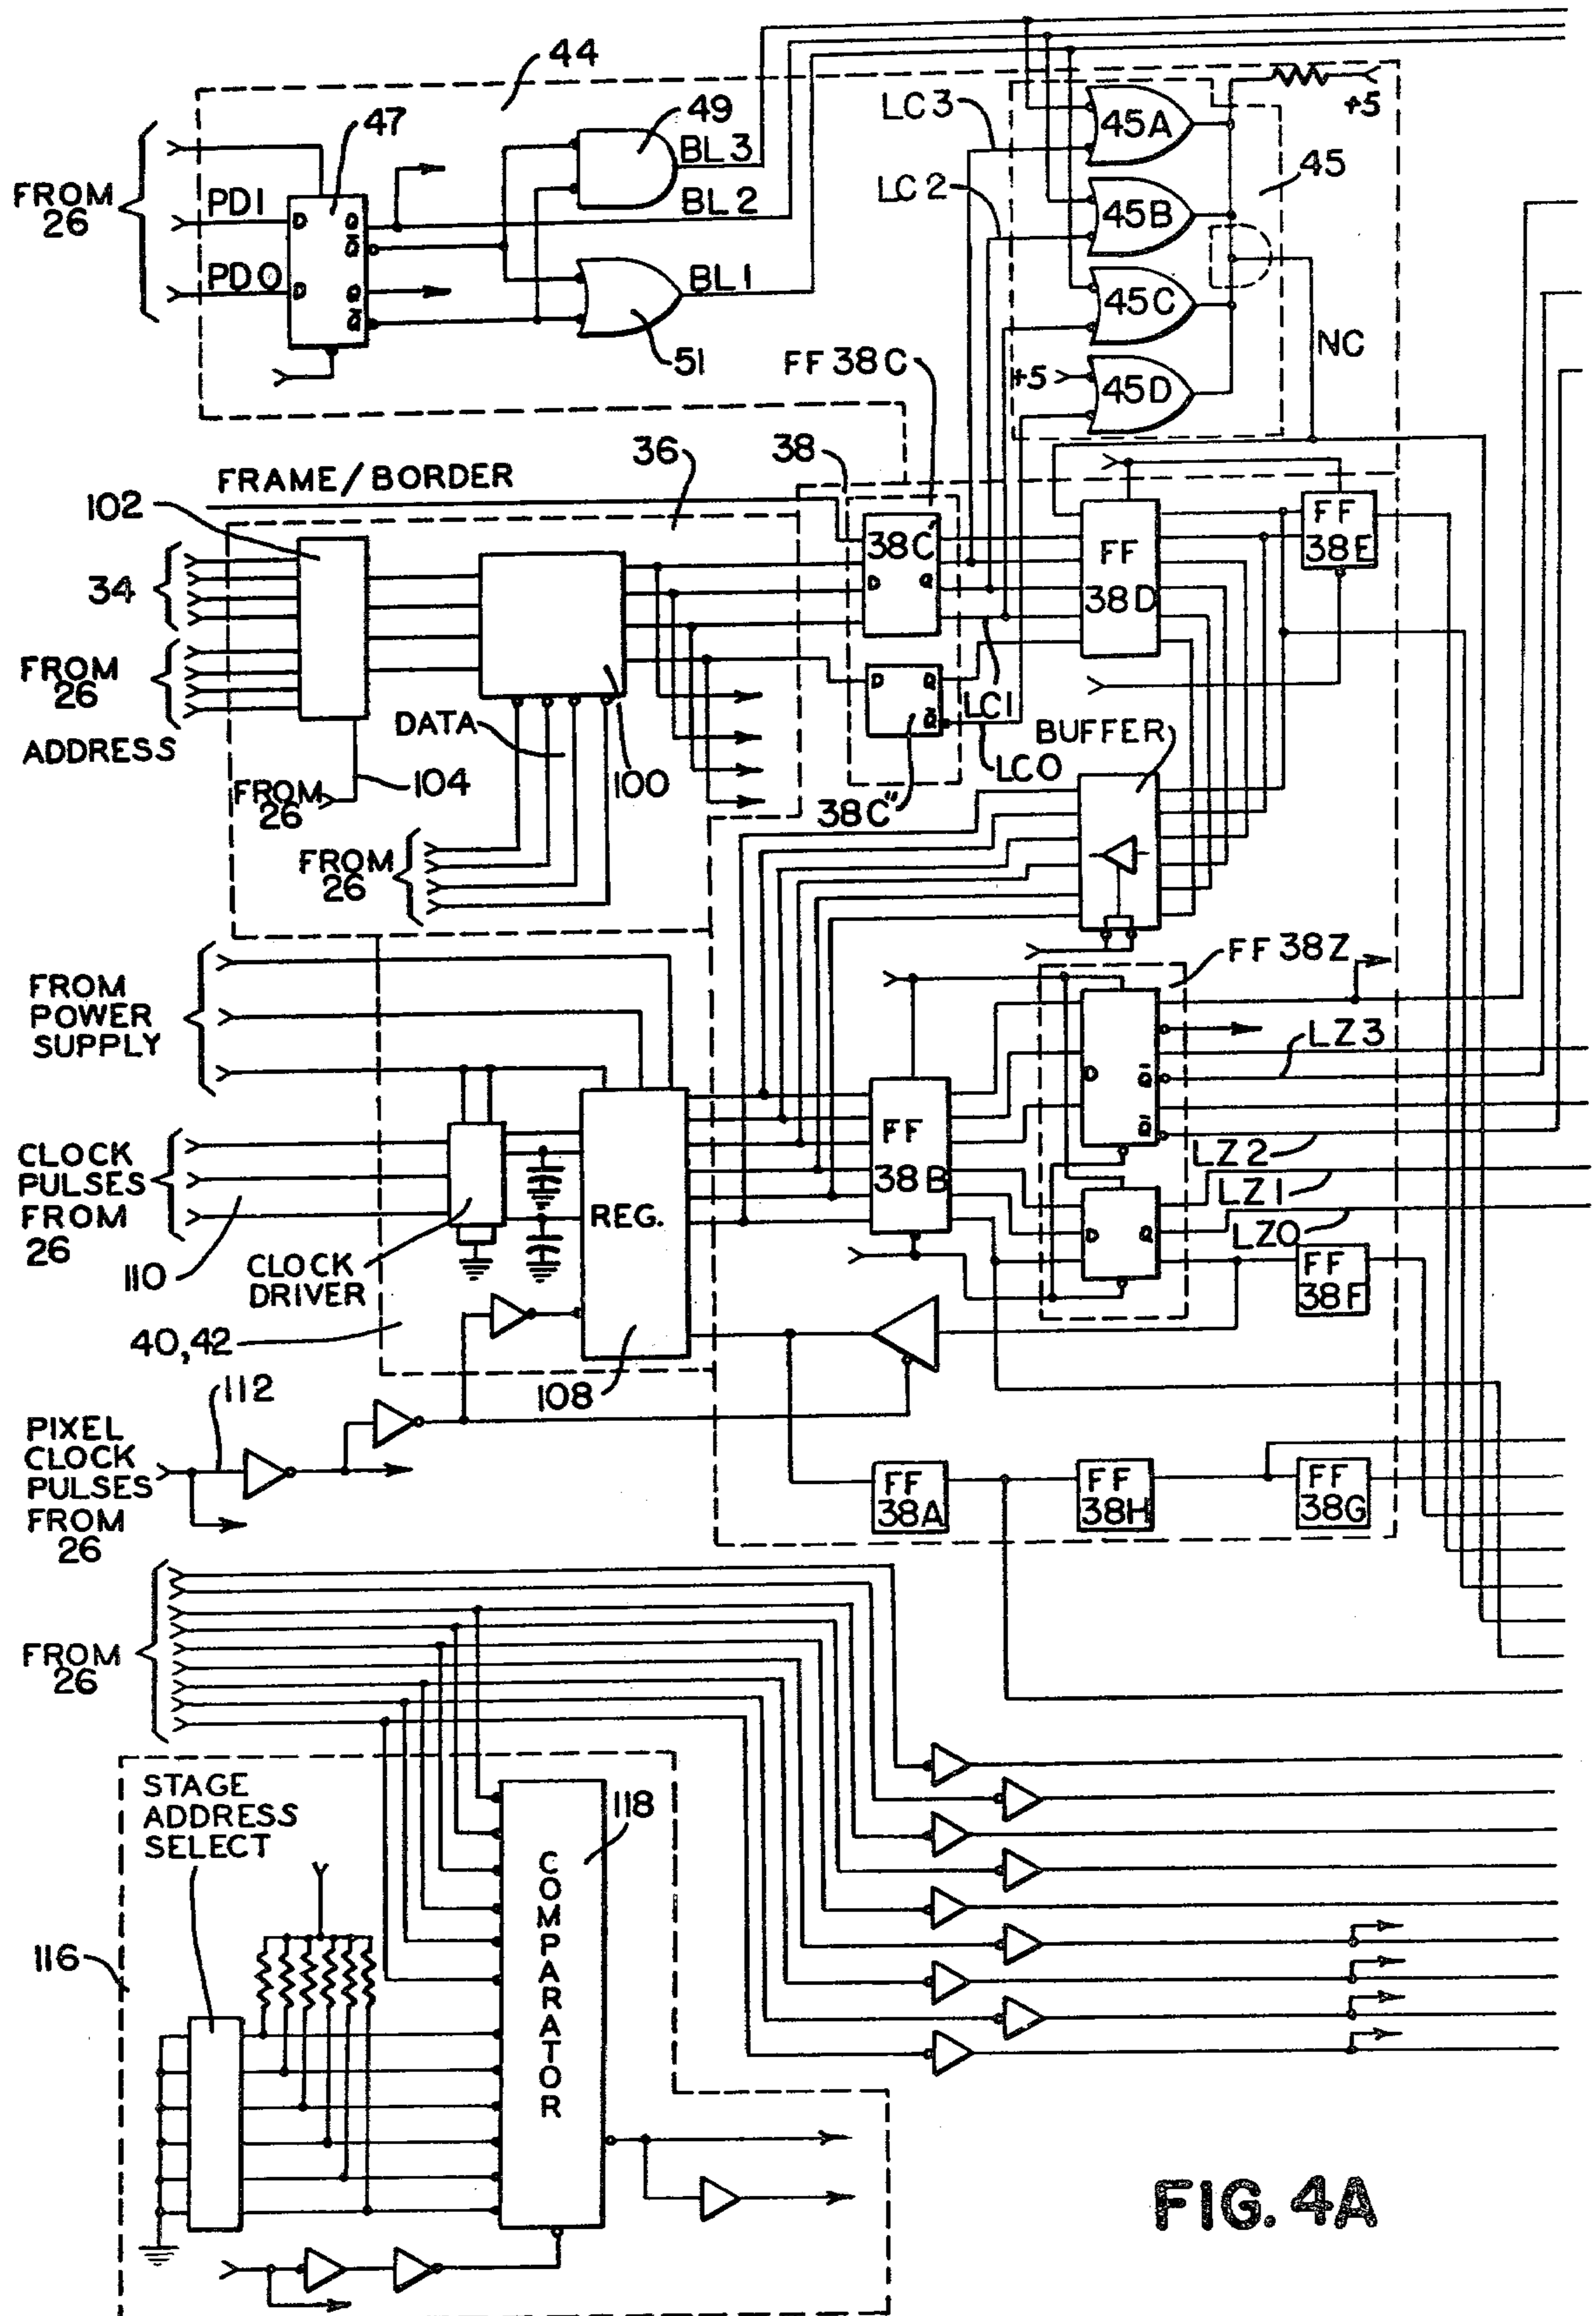 44
47
49
BL3
LC3
45A
+5
FROM
26
PD1
BL2
LC2
45B
45
D
Q
Q̅
PD0
BL1
D
Q
Q̅
45C
51
NC
FF 38C
+5
45D
36
38
FRAME/BORDER
102
38C'
FF
38D
FF
38E
34
D
Q
FROM
26
D
Q
Q̅
LC1
ADDRESS
DATA
BUFFER
FROM
26
104
100
LC0
38C"
FROM
26
FF 38Z
FROM
POWER
SUPPLY
LZ3
D
Q̅
Q̅
FF
38B
CLOCK
PULSES
FROM
26
LZ2
LZ1
REG.
D
Q
LZ0
110
CLOCK
DRIVER
FF
38F
40,42
108
112
PIXEL
CLOCK
PULSES
FROM
26
FF
38A
FF
38H
FF
38G
FROM
26
STAGE
ADDRESS
SELECT
118
COMPARATOR
116
FIG. 4A